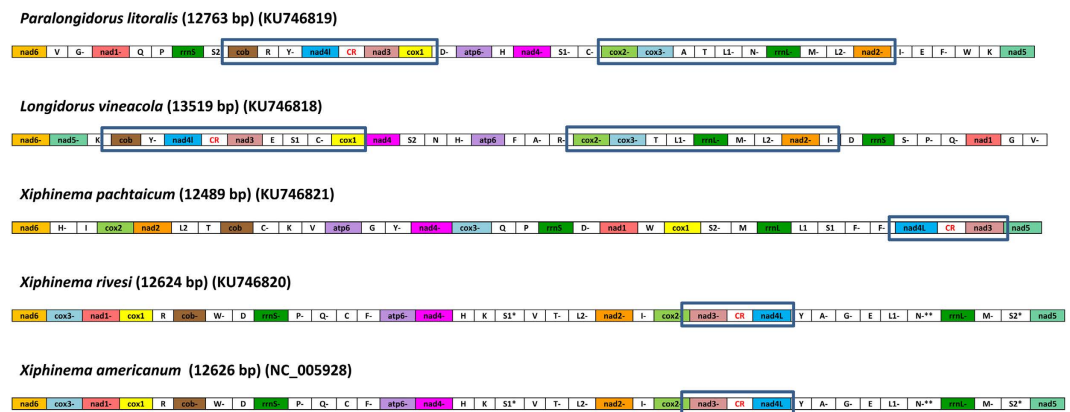 Paralongidorus litoralis (12763 bp) (KU746819)
nad6 V G- nad1- Q P rrnS S2 cob R Y- nad4l CR nad3 cox1 D- atp6- H nad4- S1- C- cox2- cox3- A T L1- N- rrnL- M- L2- nad2- I- E F- W K nad5
Longidorus vineacola (13519 bp) (KU746818)
nad6- nad5- K cob Y- nad4l CR nad3 E S1 C- cox1 nad4 S2 N H- atp6 F A- R- cox2- cox3- T L1- rrnL- M- L2- nad2- I- D rrnS S- P- Q- nad1 G V-
Xiphinema pachtaicum (12489 bp) (KU746821)
nad6 H- I cox2 nad2 L2 T cob C- K V atp6 G Y- nad4- cox3- Q P rrnS D- nad1 W cox1 S2- M rrnL L1 S1 F- F- nad4L CR nad3 nad5
Xiphinema rivesi (12624 bp) (KU746820)
nad6 cox3- nad1- cox1 R cob- W- D rrnS- P- Q- C F- atp6- nad4- H K S1* V T- L2- nad2- I- cox2- nad3- CR nad4L Y A- G- E L1- N-** rrnL- M- S2* nad5
Xiphinema americanum (12626 bp) (NC_005928)
nad6 cox3- nad1- cox1 R cob- W- D rrnS- P- Q- C F- atp6- nad4- H K S1* V T- L2- nad2- I- cox2- nad3- CR nad4L Y A- G- E L1- N-** rrnL- M- S2* nad5